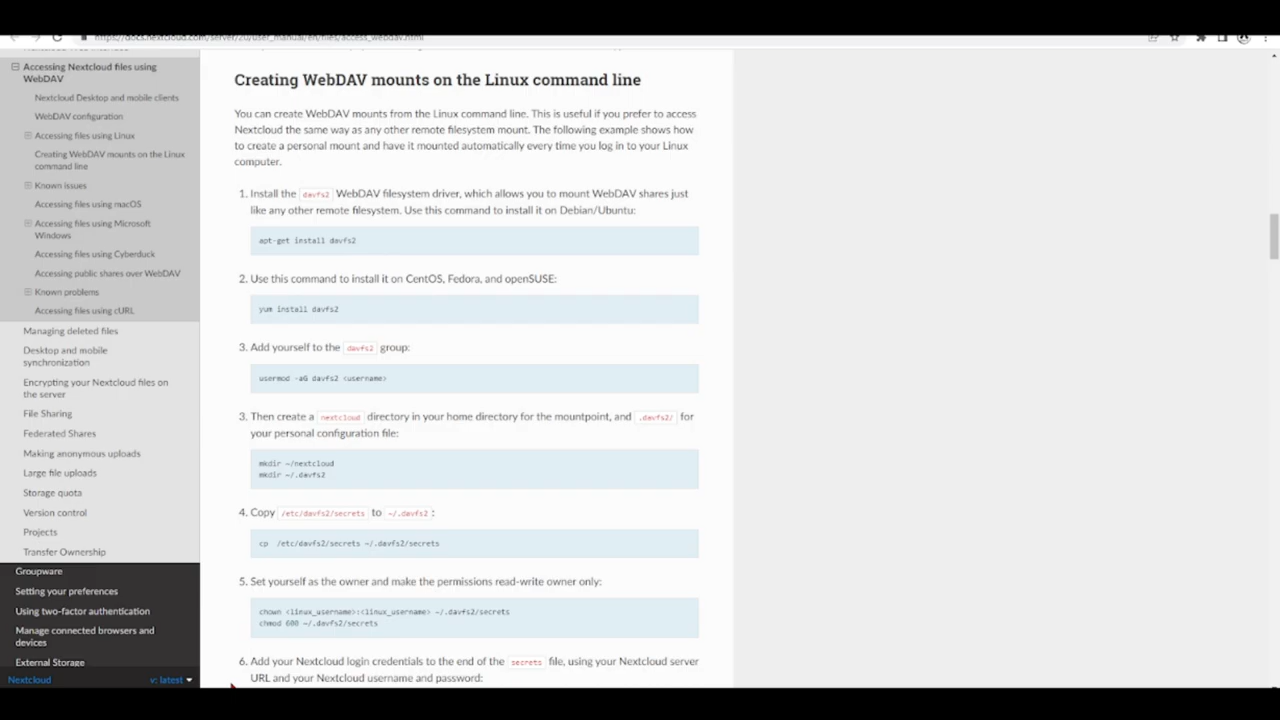 https://docs.nextcloud.com/server/20/user_manual/en/files/access_webdav.html
Accessing Nextcloud files using
WebDAV
Nextcloud Desktop and mobile clients
WebDAV configuration
Accessing files using Linux
Creating WebDAV mounts on the Linux
command line
Known issues
Accessing files using macOS
Accessing files using Microsoft
Windows
Accessing files using Cyberduck
Accessing public shares over WebDAV
Known problems
Accessing files using cURL
Managing deleted files
Desktop and mobile
synchronization
Encrypting your Nextcloud files on
the server
File Sharing
Federated Shares
Making anonymous uploads
Large file uploads
Storage quota
Version control
Projects
Transfer Ownership
Groupware
Setting your preferences
Using two-factor authentication
Manage connected browsers and
devices
External Storage
Nextcloud v: latest
Creating WebDAV mounts on the Linux command line
You can create WebDAV mounts from the Linux command line. This is useful if you prefer to access
Nextcloud the same way as any other remote filesystem mount. The following example shows how
to create a personal mount and have it mounted automatically every time you log in to your Linux
computer.
1. Install the davfs2 WebDAV filesystem driver, which allows you to mount WebDAV shares just
like any other remote filesystem. Use this command to install it on Debian/Ubuntu:
apt-get install davfs2
2. Use this command to install it on CentOS, Fedora, and openSUSE:
yum install davfs2
3. Add yourself to the davfs2 group:
usermod -aG davfs2 <username>
3. Then create a nextcloud directory in your home directory for the mountpoint, and .davfs2/ for
your personal configuration file:
mkdir ~/nextcloud
mkdir ~/.davfs2
4. Copy /etc/davfs2/secrets to ~/.davfs2 :
cp /etc/davfs2/secrets ~/.davfs2/secrets
5. Set yourself as the owner and make the permissions read-write owner only:
chown <linux_username>:<linux_username> ~/.davfs2/secrets
chmod 600 ~/.davfs2/secrets
6. Add your Nextcloud login credentials to the end of the secrets file, using your Nextcloud server
URL and your Nextcloud username and password: